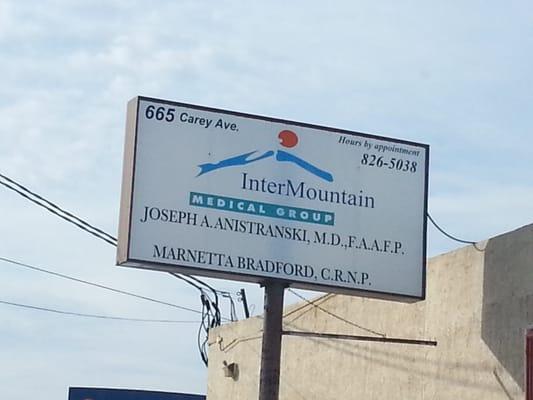 665 Carey Ave.
Hours by appointment
826-5038
InterMountain
MEDICAL GROUP
JOSEPH A. ANISTRANSKI, M.D., F.A.A.F.P.
MARNETTA BRADFORD, C.R.N.P.